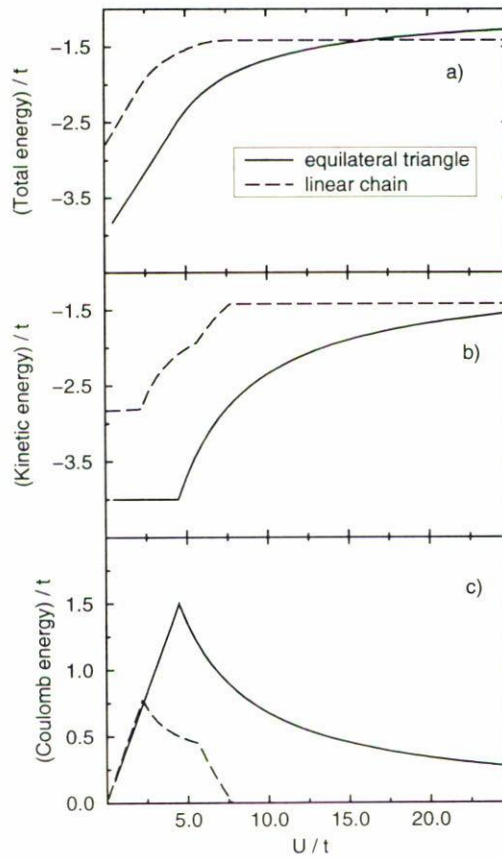 (Total energy) / t
-1.5
-2.5
-3.5
a)
equilateral triangle
linear chain
(Kinetic energy) / t
-1.5
-2.5
-3.5
b)
(Coulomb energy) / t
1.5
1.0
0.5
0.0
c)
5.0 10.0 15.0 20.0
U / t